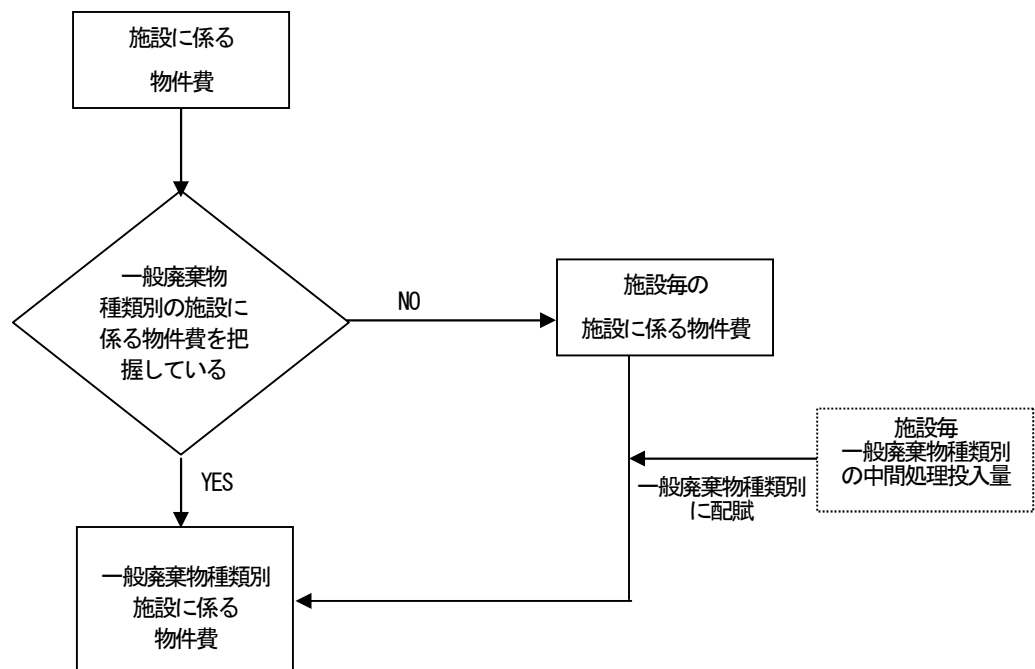 施設に係る
物件費
一般廃棄物
種類別の施設に
係る物件費を把
握している
NO
施設毎の
施設に係る物件費
施設毎
一般廃棄物種類別
の中間処理投入量
一般廃棄物種類別
に配賦
YES
一般廃棄物種類別
施設に係る
物件費